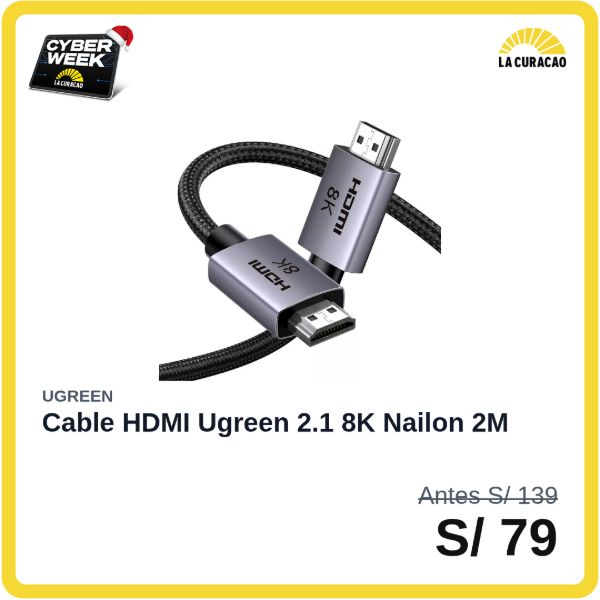 CYBER
WEEK
LA CURACAO
LA CURACAO
HDMI
8K
HDMI
8K
UGREEN
Cable HDMI Ugreen 2.1 8K Nailon 2M
Antes S/ 139
S/ 79